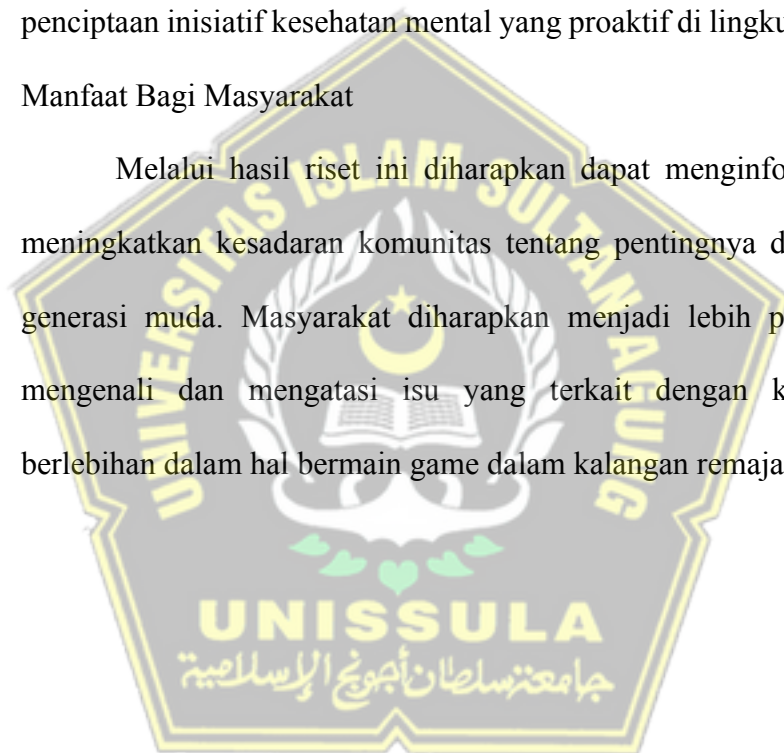 penciptaan inisiatif kesehatan mental yang proaktif di lingku
Manfaat Bagi Masyarakat
Melalui hasil riset ini diharapkan dapat menginfo
meningkatkan kesadaran komunitas tentang pentingnya d
generasi muda. Masyarakat diharapkan menjadi lebih p
mengenali dan mengatasi isu yang terkait dengan k
berlebihan dalam hal bermain game dalam kalangan remaja
UNIVERSITAS ISLAM SULTAN AGUNG
UNISSULA
جامعة سلطان أجونج الإسلامية